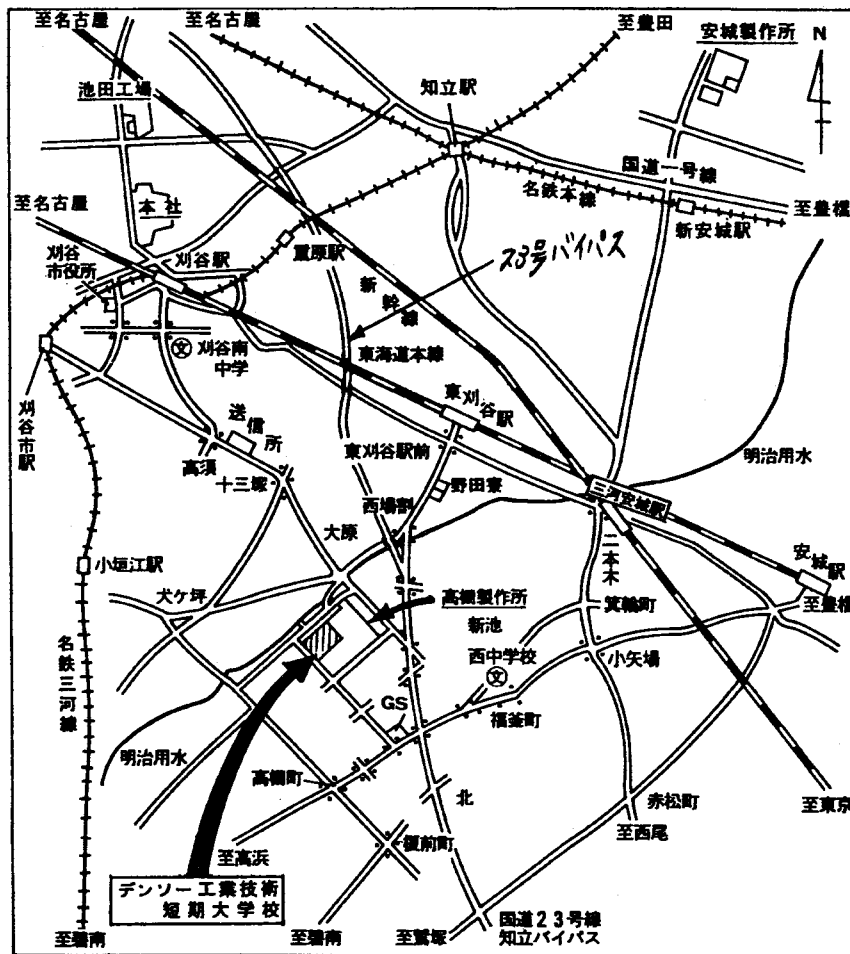 至名古屋
至名古屋
至豊田
安城製作所
N
池田工場
知立駅
国道一号線
名鉄本線
至名古屋
本社
至豊橋
新安城駅
刈谷
市役所
刈谷駅
重原駅
23号バイパス
新幹線
刈谷南
中学
東海道本線
東刈谷駅
刈谷市駅
送信所
高須
東刈谷駅前
明治用水
十三塚
野田寮
三河安城駅
西場割
大原
二本木
安城駅
小垣江駅
犬ケ坪
高棚製作所
箕輪町
至豊橋
新池
西中学校
小矢場
名鉄三河線
GS
福釜町
明治用水
高棚町
北
赤松町
至東京
至西尾
榎前町
至高浜
デンソー工業技術
短期大学校
国道23号線
知立バイパス
至碧南
至碧南
至鷲塚